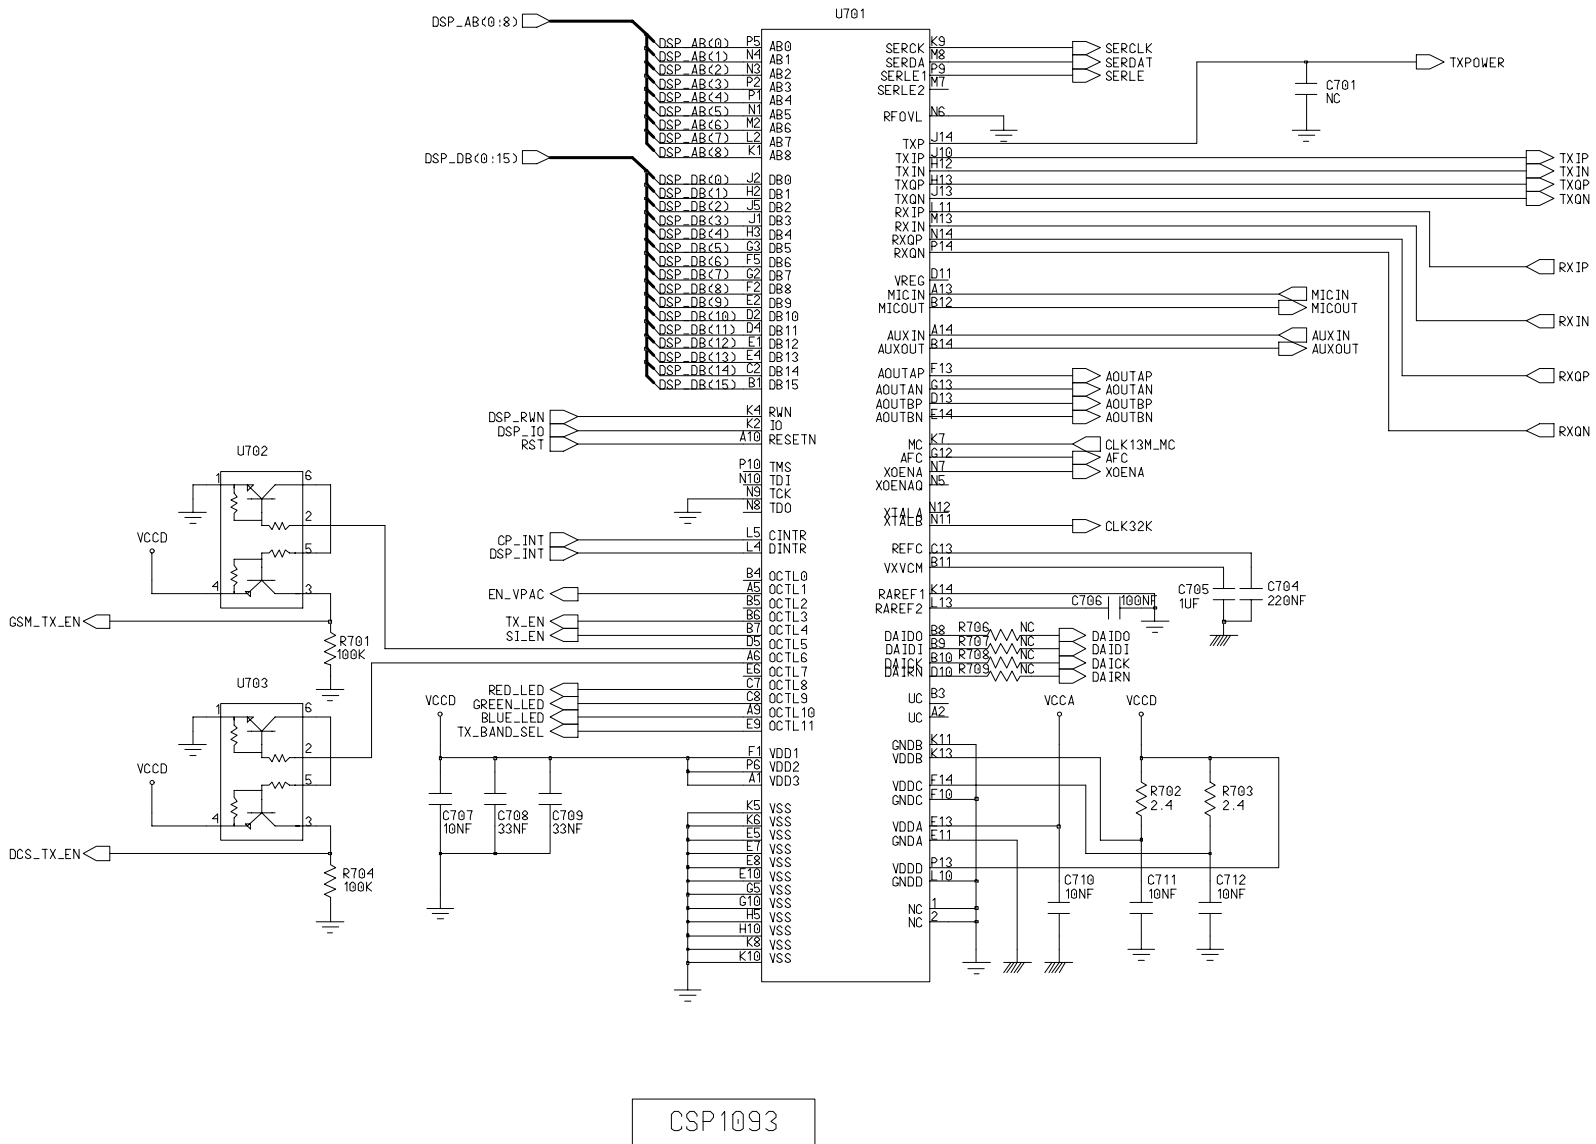 U701
DSP_AB(0:8)
DSP_AB(0) P5 AB0
DSP_AB(1) N4 AB1
DSP_AB(2) N3 AB2
DSP_AB(3) P2 AB3
DSP_AB(4) P1 AB4
DSP_AB(5) N1 AB5
DSP_AB(6) M2 AB6
DSP_AB(7) L2 AB7
DSP_AB(8) K1 AB8
DSP_DB(0:15)
DSP_DB(0) J2 DB0
DSP_DB(1) H2 DB1
DSP_DB(2) J5 DB2
DSP_DB(3) J1 DB3
DSP_DB(4) H3 DB4
DSP_DB(5) G3 DB5
DSP_DB(6) F5 DB6
DSP_DB(7) G2 DB7
DSP_DB(8) F2 DB8
DSP_DB(9) E2 DB9
DSP_DB(10) D2 DB10
DSP_DB(11) D4 DB11
DSP_DB(12) E1 DB12
DSP_DB(13) E4 DB13
DSP_DB(14) C2 DB14
DSP_DB(15) B1 DB15
DSP_RWN K4 RWN
DSP_IO K2 IO
RST A10 RESETN
P10 TMS
N10 TDI
N9 TCK
N8 TDO
CP_INT L5 CINTR
DSP_INT L4 DINTR
B4 OCTL0
EN_VPAC A5 OCTL1
B5 OCTL2
TX_EN B6 OCTL3
SI_EN B7 OCTL4
D5 OCTL5
A6 OCTL6
E6 OCTL7
RED_LED C7 OCTL8
GREEN_LED C8 OCTL9
BLUE_LED A9 OCTL10
TX_BAND_SEL E9 OCTL11
F1 VDD1
P6 VDD2
A1 VDD3
K5 VSS
K6 VSS
E5 VSS
E7 VSS
E8 VSS
E10 VSS
G5 VSS
G10 VSS
H5 VSS
H10 VSS
K8 VSS
K10 VSS
U702
1 6
2
5
4 3
VCCD
GSM_TX_EN
R701
100K
U703
1 6
2
5
4 3
VCCD
DCS_TX_EN
R704
100K
VCCD
C707
10NF
C708
33NF
C709
33NF
SERCK K9 SERCLK
SERDA M8 SERDAT
SERLE1 P9 SERLE
SERLE2 M7
RFOVL N6
TXP J14
TXPOWER
C701
NC
TXIP J10 TXIP
TXIN H12 TXIN
TXQP H13 TXQP
TXQN J13 TXQN
RXIP L11 RXIP
RXIN M13 RXIN
RXQP N14 RXQP
RXQN P14 RXQN
VREG D11
MICIN A13 MICIN
MICOUT B12 MICOUT
AUXIN A14 AUXIN
AUXOUT B14 AUXOUT
AOUTAP F13 AOUTAP
AOUTAN G13 AOUTAN
AOUTBP D13 AOUTBP
AOUTBN E14 AOUTBN
MC K7 CLK13M_MC
AFC G12 AFC
XOENA N7 XOENA
XOENAQ N5
XTALA N12
XTALB N11 CLK32K
REFC C13
VXVCM B11
RAREF1 K14
RAREF2 L13
C706 100NF
C705
1UF
C704
220NF
DAIDO B8 R706 NC DAIDO
DAIDI B9 R707 NC DAIDI
DAICK B10 R708 NC DAICK
DAIRN D10 R709 NC DAIRN
UC B3
UC A2
GNDB K11
VDDB K13
VDDC F14
GNDC F10
VDDA E13
GNDA E11
VDDD P13
GNDD L10
NC 1
NC 2
VCCA
VCCD
R702
2.4
R703
2.4
C710
10NF
C711
10NF
C712
10NF
CSP1093